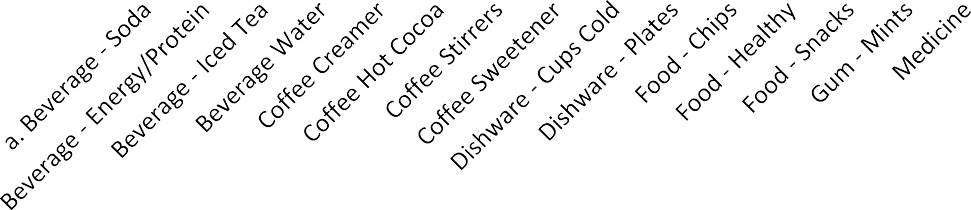 a. Beverage - Soda
Beverage - Energy/Protein
Beverage - Iced Tea
Beverage Water
Coffee Creamer
Coffee Hot Cocoa
Coffee Stirrers
Coffee Sweetener
Dishware - Cups Cold
Dishware - Plates
Food - Chips
Food - Healthy
Food - Snacks
Gum - Mints
Medicine